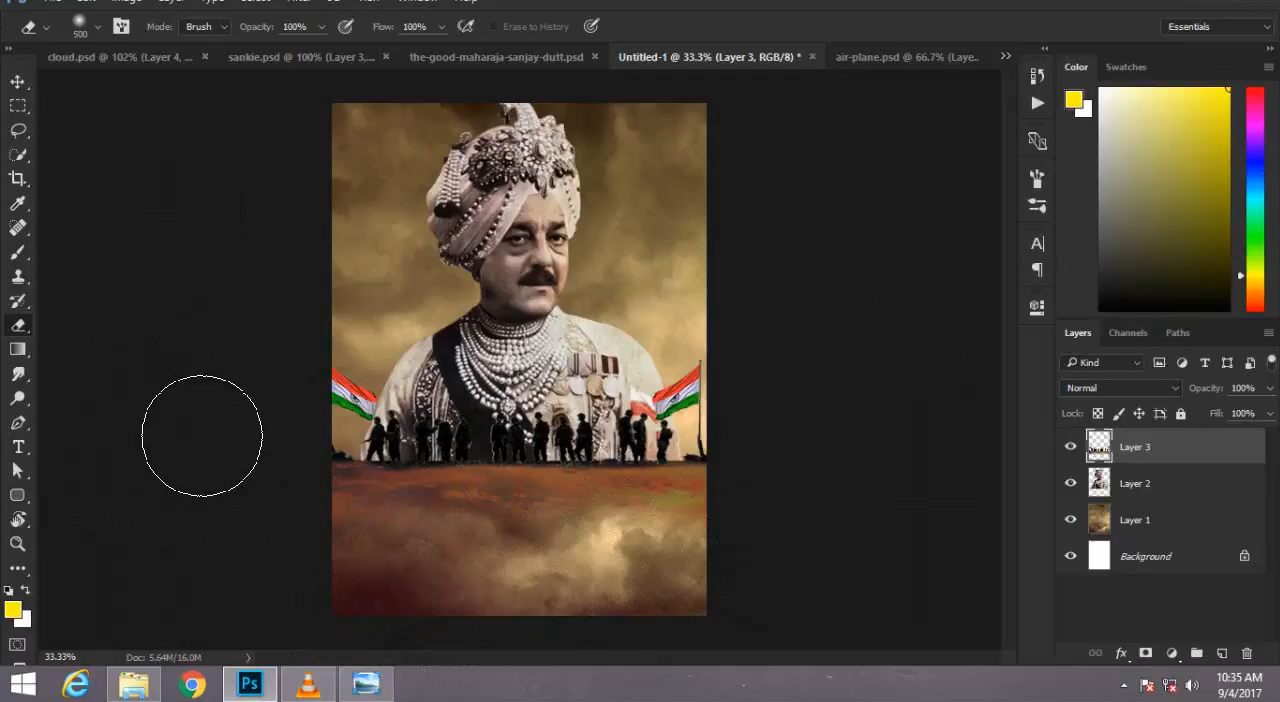 Mode: Brush Opacity: 100% Flow: 100% Erase to History Essentials
500
cloud.psd @ 102% (Layer 4, ... × sankie.psd @ 100% (Layer 3,... × the-good-maharaja-sanjay-dutt.psd × Untitled-1 @ 33.3% (Layer 3, RGB/8) * × air-plane.psd @ 66.7% (Laye..
Color Swatches
Layers Channels Paths
Kind
Normal Opacity: 100%
Lock: Fill: 100%
Layer 3
Layer 2
Layer 1
Background
33.33% Doc: 5.64M/16.0M
Ps
10:35 AM
9/4/2017